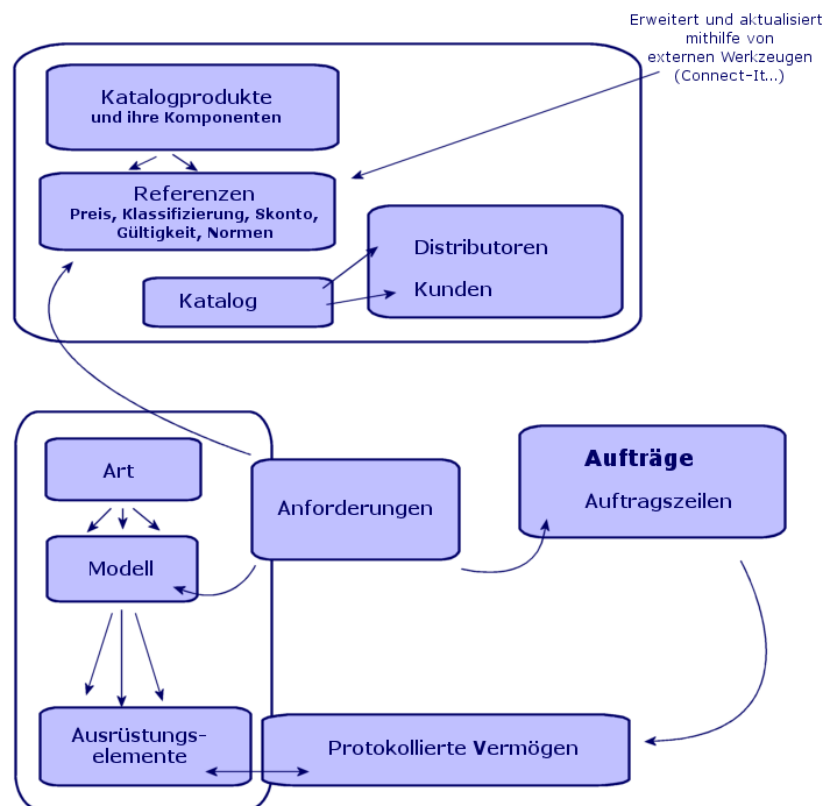 Erweitert und aktualisiert
mithilfe von
externen Werkzeugen
(Connect-It...)
Katalogprodukte
und ihre Komponenten
Referenzen
Preis, Klassifizierung, Skonto,
Gültigkeit, Normen
Distributoren
Kunden
Katalog
Art
Aufträge
Auftragszeilen
Anforderungen
Modell
Ausrüstungs-
elemente
Protokollierte Vermögen